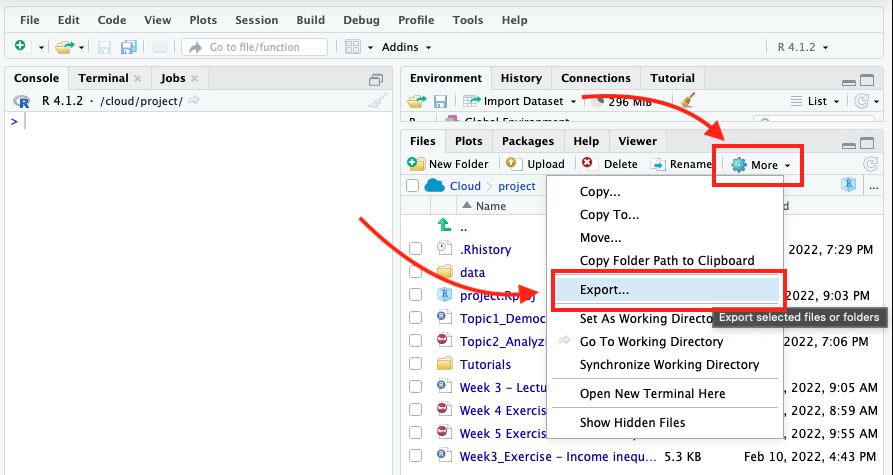 File Edit Code View Plots Session Build Debug Profile Tools Help
Go to file/function Addins R 4.1.2
Console Terminal Jobs
R 4.1.2 · /cloud/project/
>
Environment History Connections Tutorial
Import Dataset 296 MiB List
Global Environment
Files Plots Packages Help Viewer
New Folder Upload Delete Rename More
Cloud project ...
Name
..
.Rhistory 2022, 7:29 PM
data
project.Rproj 2022, 9:03 PM
Topic1_Democ
Topic2_Analyzi 2022, 7:06 PM
Tutorials
Week 3 - Lectu 2022, 9:05 AM
Week 4 Exercis 2022, 8:59 AM
Week 5 Exercis 2022, 9:55 AM
Week3_Exercise - Income inequ... 5.3 KB Feb 10, 2022, 4:43 PM
Copy...
Copy To...
Move...
Copy Folder Path to Clipboard
Export...
Set As Working Directo
Export selected files or folders
Go To Working Directory
Synchronize Working Directory
Open New Terminal Here
Show Hidden Files